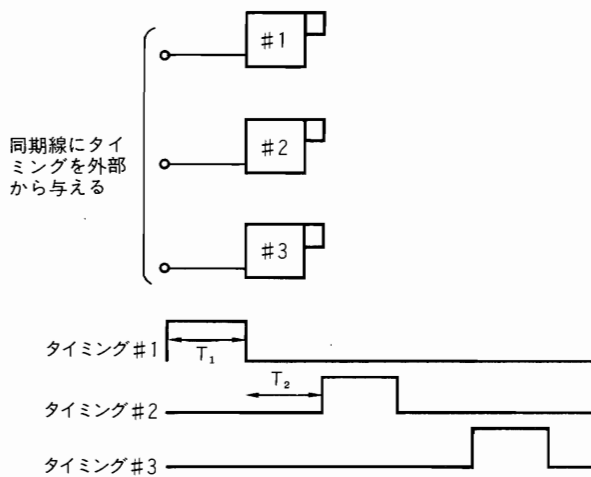 #1
同期線にタイ
ミングを外部
から与える
#2
#3
タイミング#1
T₁
T₂
タイミング#2
タイミング#3